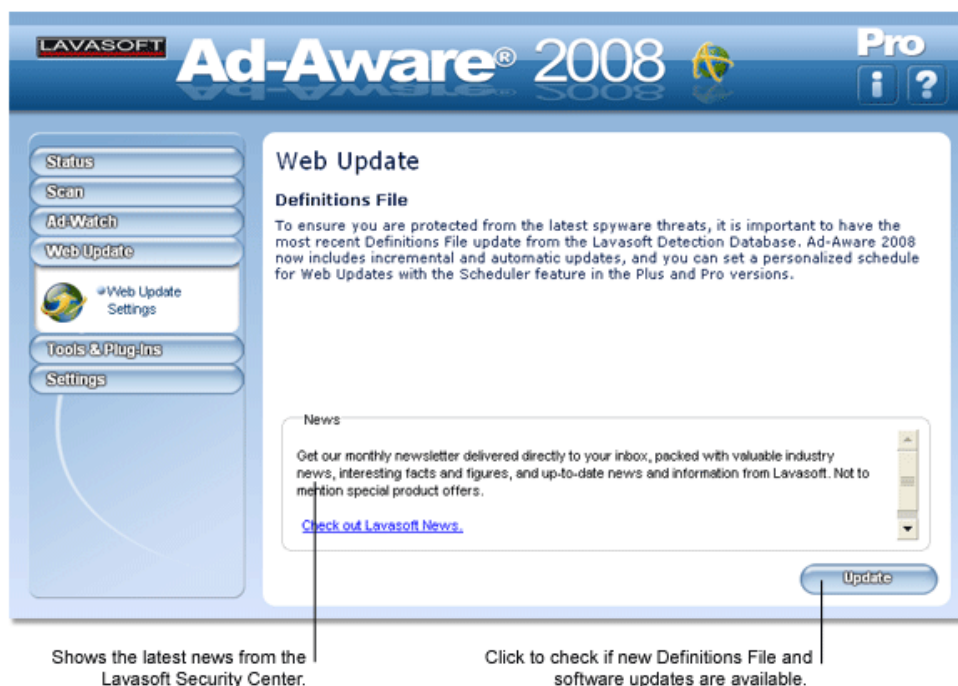 LAVASOFT
Ad-Aware® 2008
Pro
i ?
Status
Scan
Ad-Watch
Web Update
Web Update
Settings
Tools & Plug-Ins
Settings
Web Update
Definitions File
To ensure you are protected from the latest spyware threats, it is important to have the
most recent Definitions File update from the Lavasoft Detection Database. Ad-Aware 2008
now includes incremental and automatic updates, and you can set a personalized schedule
for Web Updates with the Scheduler feature in the Plus and Pro versions.
News
Get our monthly newsletter delivered directly to your inbox, packed with valuable industry
news, interesting facts and figures, and up-to-date news and information from Lavasoft. Not to
mention special product offers.
Check out Lavasoft News.
Update
Shows the latest news from the
Lavasoft Security Center.
Click to check if new Definitions File and
software updates are available.